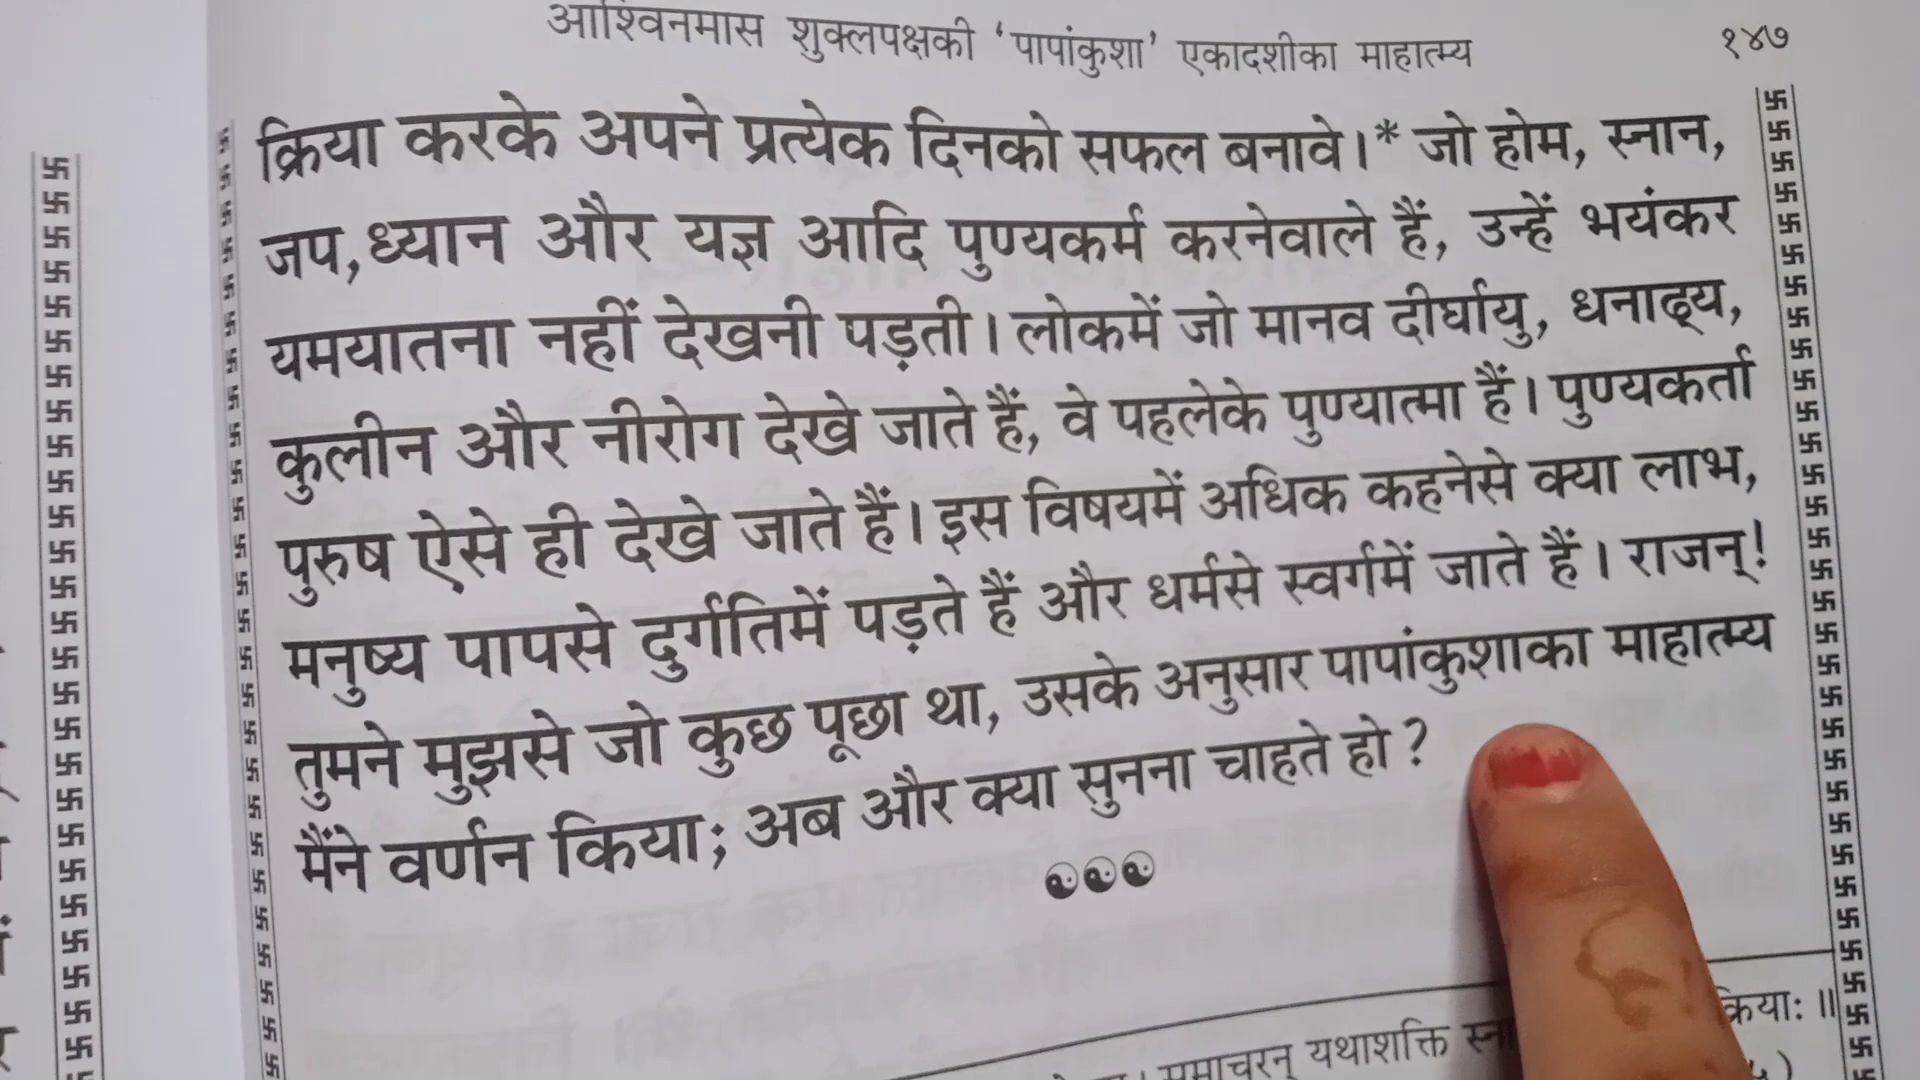 आश्विनमास शुक्लपक्षकी ‘पापांकुशा’ एकादशीका माहात्म्य १४७
क्रिया करके अपने प्रत्येक दिनको सफल बनावे।* जो होम, स्नान,
जप, ध्यान और यज्ञ आदि पुण्यकर्म करनेवाले हैं, उन्हें भयंकर
यमयातना नहीं देखनी पड़ती। लोकमें जो मानव दीर्घायु, धनाढ्य,
कुलीन और नीरोग देखे जाते हैं, वे पहलेके पुण्यात्मा हैं। पुण्यकर्ता
पुरुष ऐसे ही देखे जाते हैं। इस विषयमें अधिक कहनेसे क्या लाभ,
मनुष्य पापसे दुर्गतिमें पड़ते हैं और धर्मसे स्वर्गमें जाते हैं। राजन्!
तुमने मुझसे जो कुछ पूछा था, उसके अनुसार पापांकुशाका माहात्म्य
मैंने वर्णन किया; अब और क्या सुनना चाहते हो?
यथाशक्ति